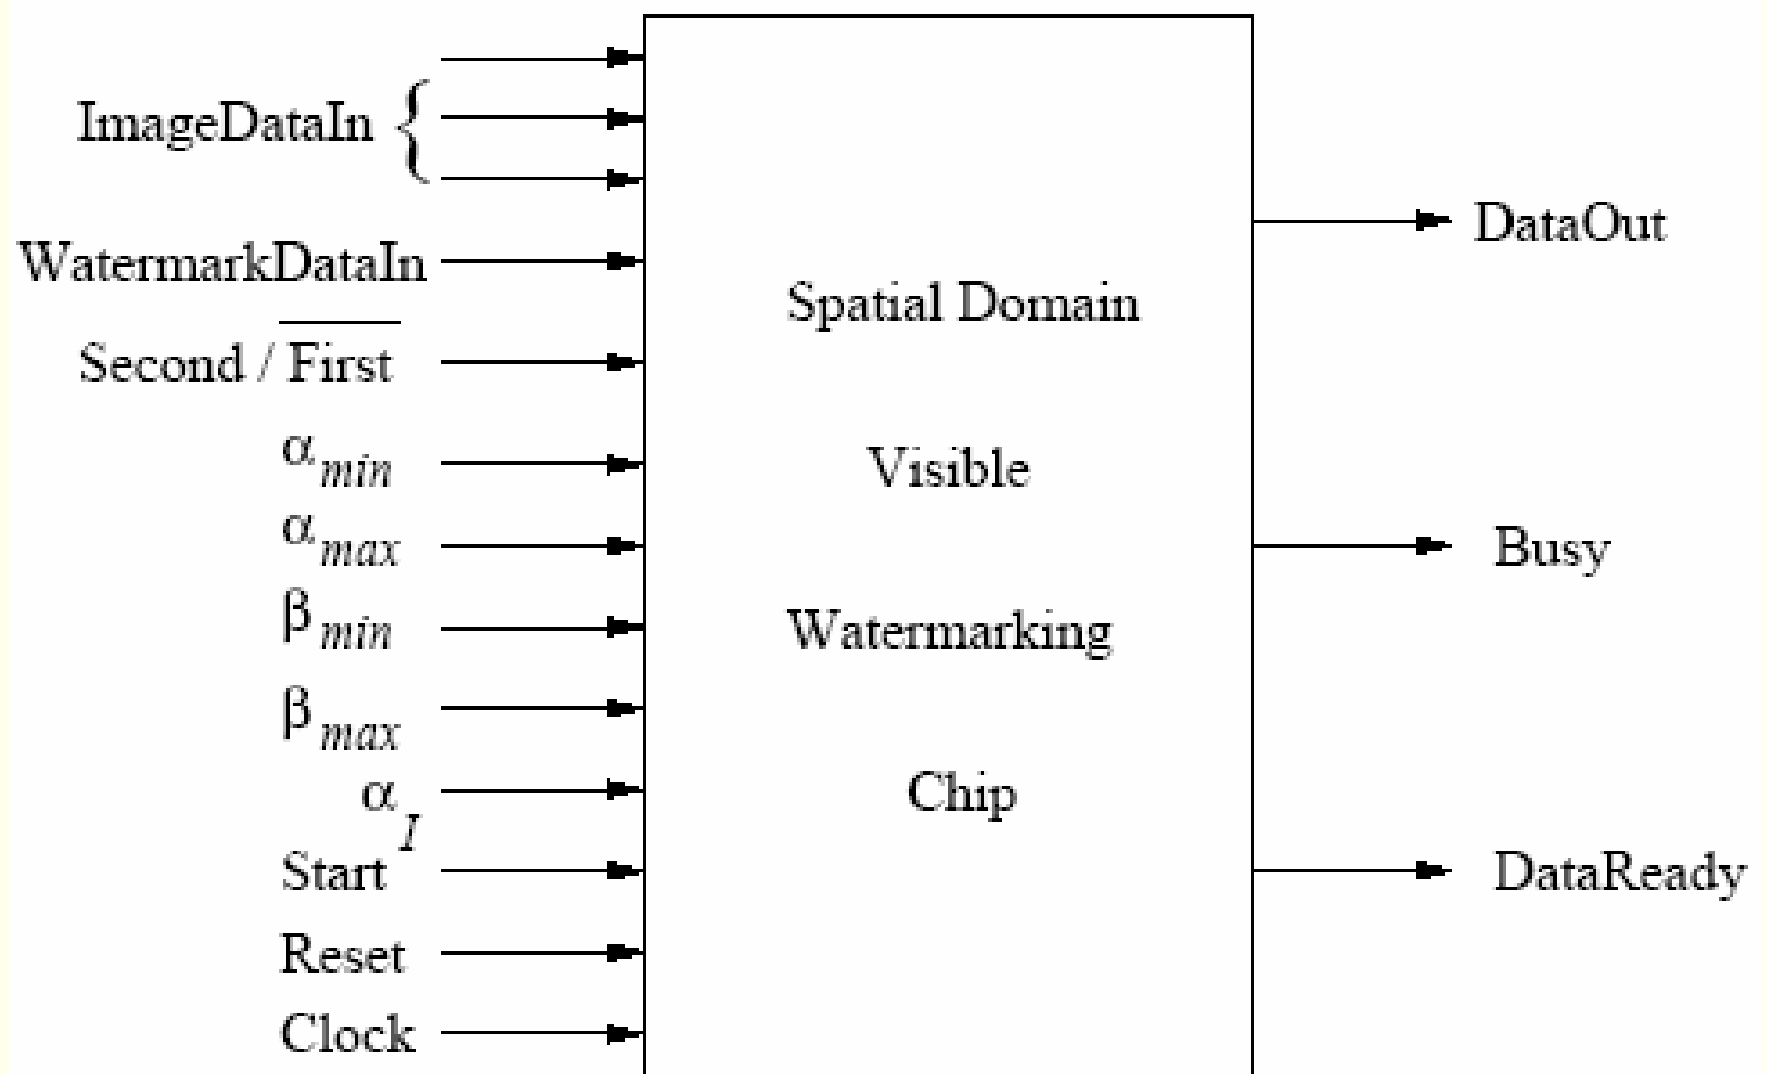 ImageDataIn {
WatermarkDataIn
Second / First
α min
α max
β min
β max
α I
Start
Reset
Clock
Spatial Domain
Visible
Watermarking
Chip
DataOut
Busy
DataReady